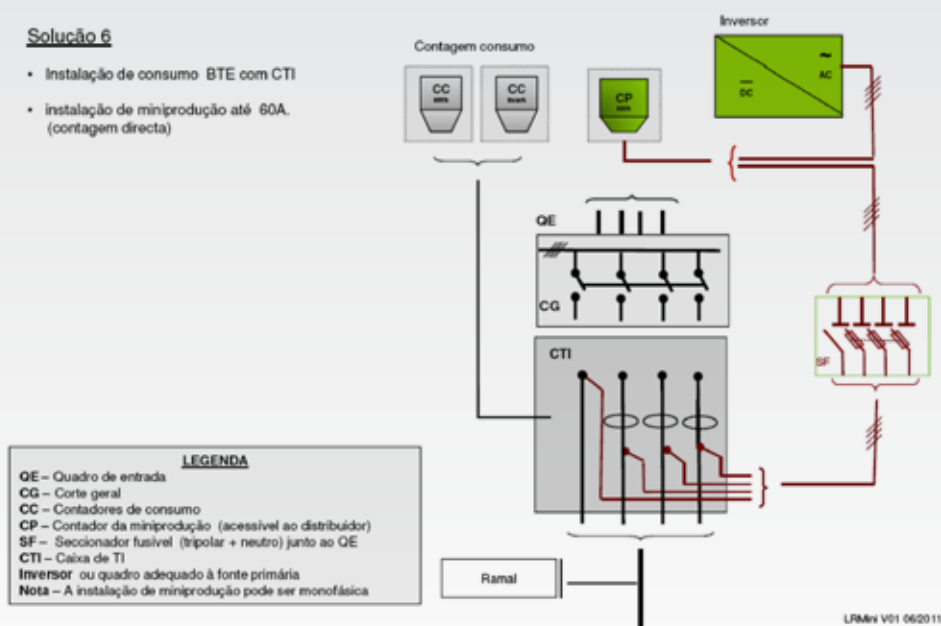 Solução 6
• Instalação de consumo BTE com CTI
• instalação de miniprodução até 60A.
(contagem directa)
Contagem consumo
CC
kWh
CC
kvarh
CP
kWh
Inversor
~
AC
DC
QE
CG
CTI
SF
LEGENDA
QE – Quadro de entrada
CG – Corte geral
CC – Contadores de consumo
CP – Contador da miniprodução (acessível ao distribuidor)
SF – Seccionador fusível (tripolar + neutro) junto ao QE
CTI – Caixa de TI
Inversor ou quadro adequado à fonte primária
Nota – A instalação de miniprodução pode ser monofásica
Ramal
LRMini V01 06/2011